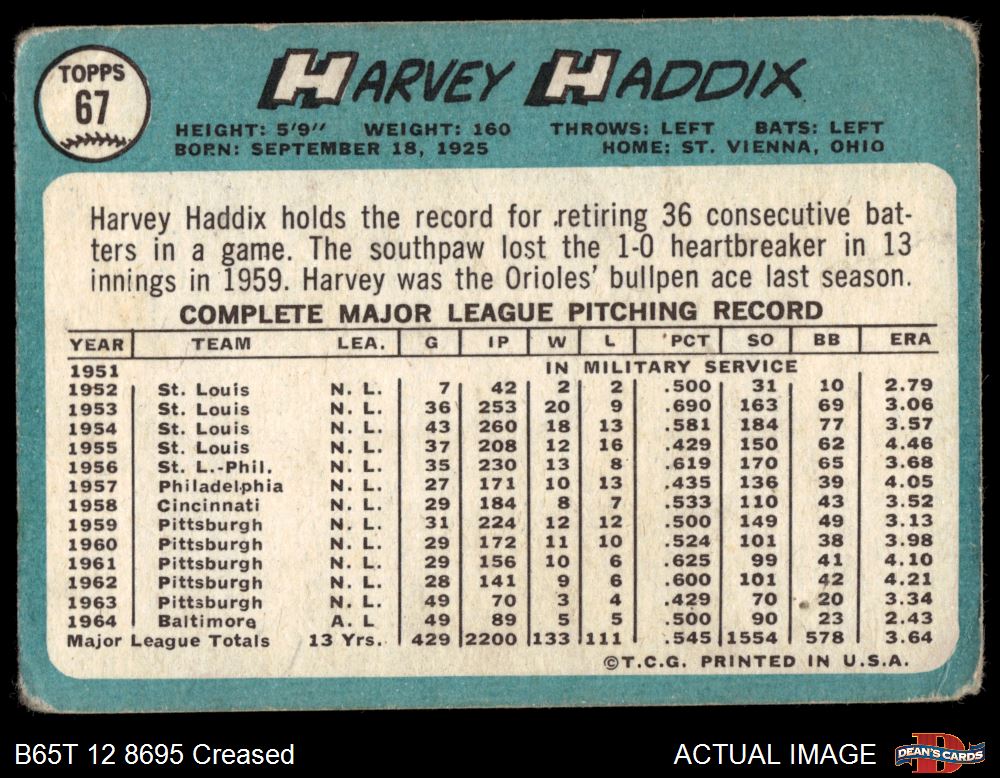 TOPPS
67
HARVEY HADDIX
HEIGHT: 5'9" WEIGHT: 160 THROWS: LEFT BATS: LEFT
BORN: SEPTEMBER 18, 1925 HOME: ST. VIENNA, OHIO
Harvey Haddix holds the record for retiring 36 consecutive bat-
ters in a game. The southpaw lost the 1-0 heartbreaker in 13
innings in 1959. Harvey was the Orioles' bullpen ace last season.
COMPLETE MAJOR LEAGUE PITCHING RECORD
YEAR TEAM LEA. G IP W L PCT SO BB ERA
1951 IN MILITARY SERVICE
1952 St. Louis N. L. 7 42 2 2 .500 31 10 2.79
1953 St. Louis N. L. 36 253 20 9 .690 163 69 3.06
1954 St. Louis N. L. 43 260 18 13 .581 184 77 3.57
1955 St. Louis N. L. 37 208 12 16 .429 150 62 4.46
1956 St. L.-Phil. N. L. 35 230 13 8 .619 170 65 3.68
1957 Philadelphia N. L. 27 171 10 13 .435 136 39 4.05
1958 Cincinnati N. L. 29 184 8 7 .533 110 43 3.52
1959 Pittsburgh N. L. 31 224 12 12 .500 149 49 3.13
1960 Pittsburgh N. L. 29 172 11 10 .524 101 38 3.98
1961 Pittsburgh N. L. 29 156 10 6 .625 99 41 4.10
1962 Pittsburgh N. L. 28 141 9 6 .600 101 42 4.21
1963 Pittsburgh N. L. 49 70 3 4 .429 70 20 3.34
1964 Baltimore A. L 49 89 5 5 .500 90 23 2.43
Major League Totals 13 Yrs. 429 2200 133 111 .545 1554 578 3.64
©T.C.G. PRINTED IN U.S.A.
B65T 12 8695 Creased ACTUAL IMAGE DEAN'S CARDS